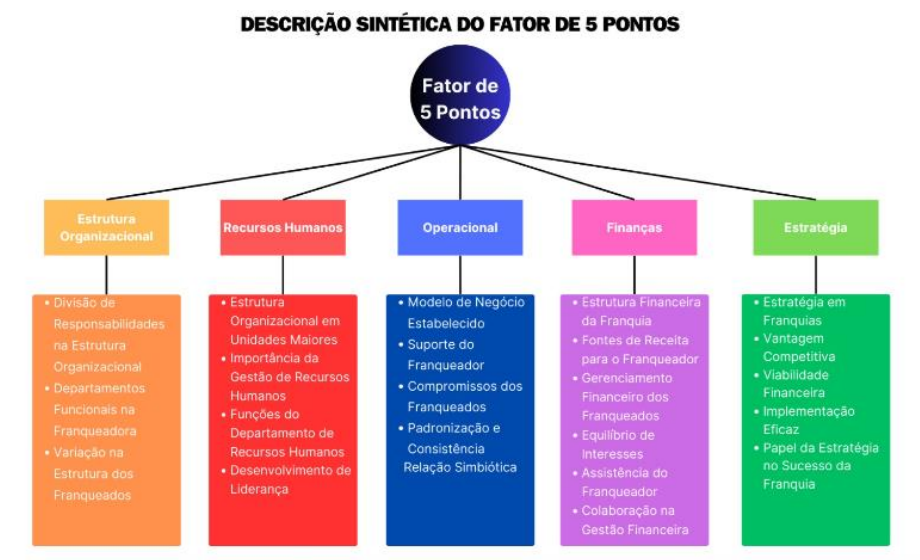 DESCRIÇÃO SINTÉTICA DO FATOR DE 5 PONTOS
Fator de
5 Pontos
Estrutura
Organizacional
• Divisão de
Responsabilidades
na Estrutura
Organizacional
• Departamentos
Funcionais na
Franqueadora
• Variação na
Estrutura dos
Franqueados
Recursos Humanos
• Estrutura
Organizacional em
Unidades Maiores
• Importância da
Gestão de Recursos
Humanos
• Funções do
Departamento de
Recursos Humanos
• Desenvolvimento de
Liderança
Operacional
• Modelo de Negócio
Estabelecido
• Suporte do
Franqueador
• Compromissos dos
Franqueados
• Padronização e
Consistência
Relação Simbiótica
Finanças
• Estrutura Financeira
da Franquia
• Fontes de Receita
para o Franqueador
• Gerenciamento
Financeiro dos
Franqueados
• Equilíbrio de
Interesses
• Assistência do
Franqueador
• Colaboração na
Gestão Financeira
Estratégia
• Estratégia em
Franquias
• Vantagem
Competitiva
• Viabilidade
Financeira
• Implementação
Eficaz
• Papel da Estratégia
no Sucesso da
Franquia